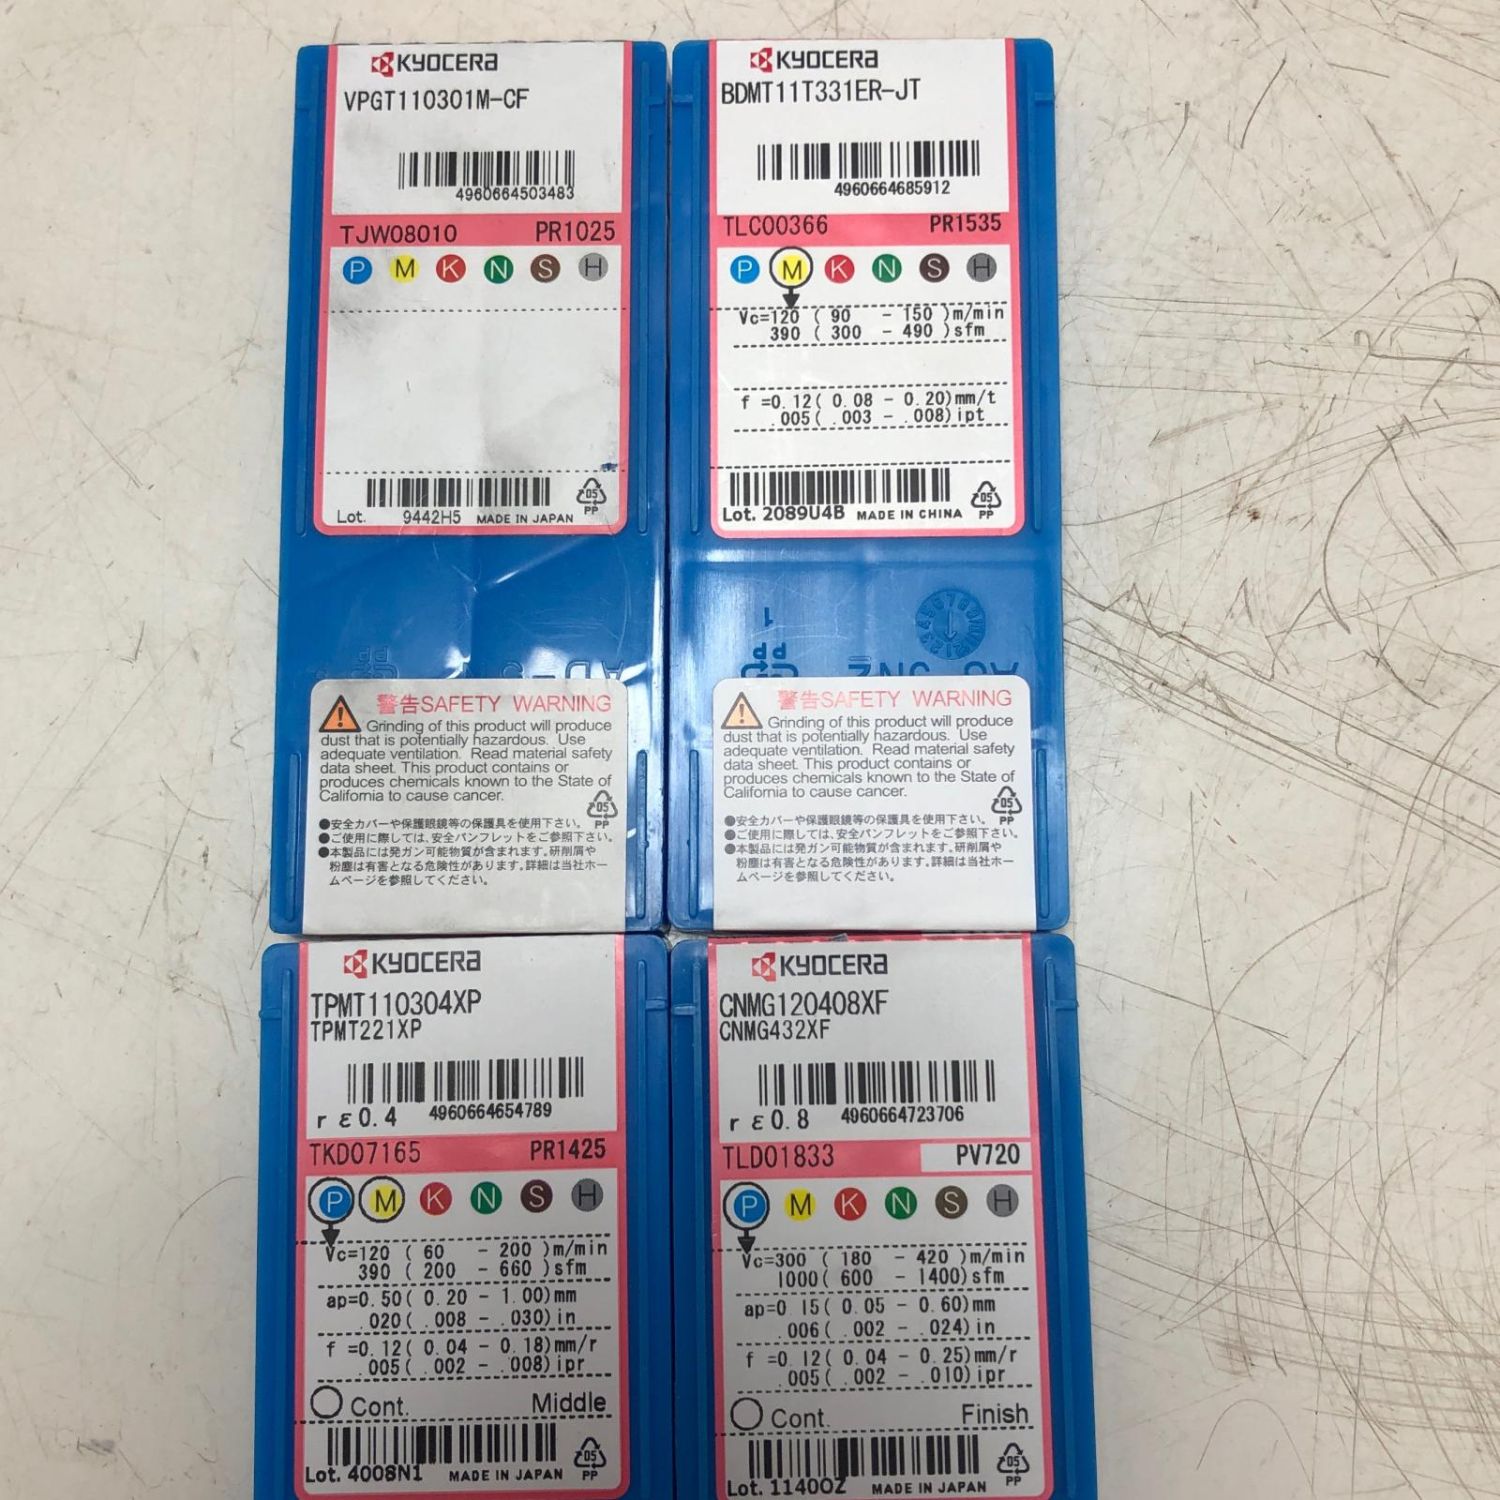 KYOCERA
VPGT110301M-CF
4960664503483
TJW08010 PR1025
P M K N S H
05
Lot. 9442H5 MADE IN JAPAN PP
警告SAFETY WARNING
Grinding of this product will produce
dust that is potentially hazardous. Use
adequate ventilation. Read material safety
data sheet. This product contains or
produces chemicals known to the State of
California to cause cancer.
05
PP
●安全カバーや保護眼鏡等の保護具を使用下さい。
●ご使用に際しては、安全パンフレットをご参照下さい。
●本製品には発ガン可能物質が含まれます。研削屑や
粉塵は有害となる危険性があります。詳細は当社ホー
ムページを参照してください。
KYOCERA
BDMT11T331ER-JT
4960664685912
TLC00366 PR1535
P M K N S H
Vc=120 ( 90 - 150 )m/min
390 ( 300 - 490 )sfm
f =0.12( 0.08 - 0.20)mm/t
.005( .003 - .008)ipt
05
Lot. 2089U4B MADE IN CHINA PP
1
PP
警告SAFETY WARNING
Grinding of this product will produce
dust that is potentially hazardous. Use
adequate ventilation. Read material safety
data sheet. This product contains or
produces chemicals known to the State of
California to cause cancer.
05
PP
●安全カバーや保護眼鏡等の保護具を使用下さい。
●ご使用に際しては、安全パンフレットをご参照下さい。
●本製品には発ガン可能物質が含まれます。研削屑や
粉塵は有害となる危険性があります。詳細は当社ホー
ムページを参照してください。
KYOCERA
TPMT110304XP
TPMT221XP
rε0.4 4960664654789
TKD07165 PR1425
P M K N S H
Vc=120 ( 60 - 200 )m/min
390 ( 200 - 660 )sfm
ap=0.50( 0.20 - 1.00)mm
.020( .008 - .030)in
f =0.12( 0.04 - 0.18)mm/r
.005( .002 - .008)ipr
Cont. Middle
05
Lot. 4008N1 MADE IN JAPAN PP
KYOCERA
CNMG120408XF
CNMG432XF
rε0.8 4960664723706
TLD01833 PV720
P M K N S H
Vc=300 ( 180 - 420 )m/min
1000( 600 - 1400)sfm
ap=0.15( 0.05 - 0.60)mm
.006( .002 - .024)in
f =0.12( 0.04 - 0.25)mm/r
.005( .002 - .010)ipr
Cont. Finish
05
Lot. 11400Z MADE IN JAPAN PP